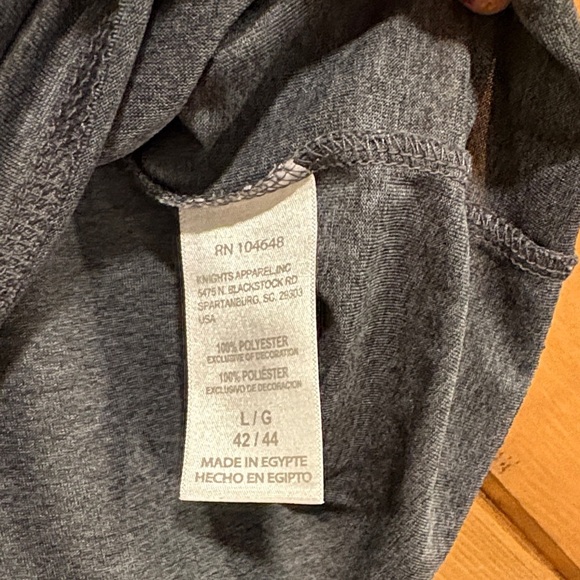 RN 104648
KNIGHTS APPAREL,INC
5475 N. BLACKSTOCK RD
SPARTANBURG, SC. 29303
USA
100% POLYESTER
EXCLUSIVE OF DECORATION
100% POLIÉSTER
EXCLUSIVO DE DECORACION
L / G
42 / 44
MADE IN EGYPTE
HECHO EN EGIPTO